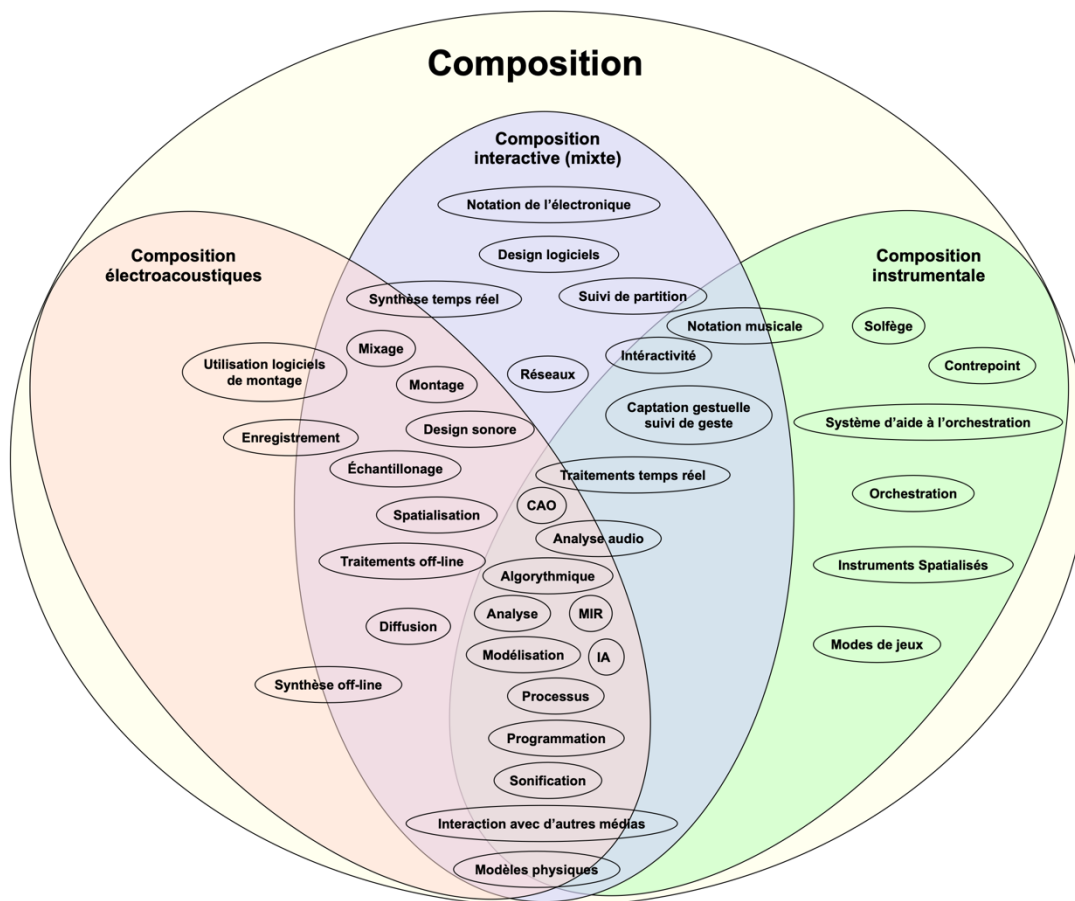 Composition
Composition
interactive (mixte)
Notation de l'électronique
Composition
électroacoustiques
Design logiciels
Composition
instrumentale
Synthèse temps réel
Suivi de partition
Notation musicale
Solfège
Mixage
Intéractivité
Utilisation logiciels
de montage
Montage
Réseaux
Contrepoint
Captation gestuelle
suivi de geste
Système d'aide à l'orchestration
Enregistrement
Design sonore
Échantillonage
Traitements temps réel
Orchestration
CAO
Spatialisation
Analyse audio
Traitements off-line
Algorythmique
Instruments Spatialisés
Analyse
MIR
Diffusion
Modes de jeux
Modélisation
IA
Synthèse off-line
Processus
Programmation
Sonification
Interaction avec d'autres médias
Modèles physiques